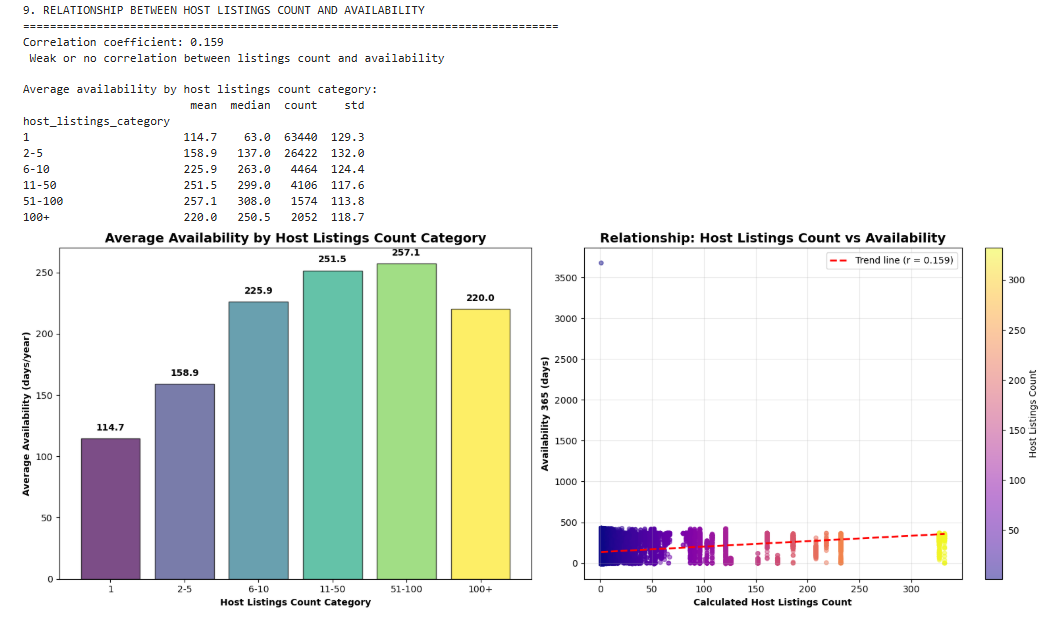 9. RELATIONSHIP BETWEEN HOST LISTINGS COUNT AND AVAILABILITY
================================================================================
Correlation coefficient: 0.159
Weak or no correlation between listings count and availability
Average availability by host listings count category:
mean median count std
host_listings_category
1 114.7 63.0 63440 129.3
2-5 158.9 137.0 26422 132.0
6-10 225.9 263.0 4464 124.4
11-50 251.5 299.0 4106 117.6
51-100 257.1 308.0 1574 113.8
100+ 220.0 250.5 2052 118.7
Average Availability by Host Listings Count Category
Average Availability (days/year)
250
200
150
100
50
0
114.7
158.9
225.9
251.5
257.1
220.0
1
2-5
6-10
11-50
51-100
100+
Host Listings Count Category
Relationship: Host Listings Count vs Availability
Trend line (r = 0.159)
Availability 365 (days)
3500
3000
2500
2000
1500
1000
500
0
0
50
100
150
200
250
300
Calculated Host Listings Count
300
250
200
150
100
50
Host Listings Count